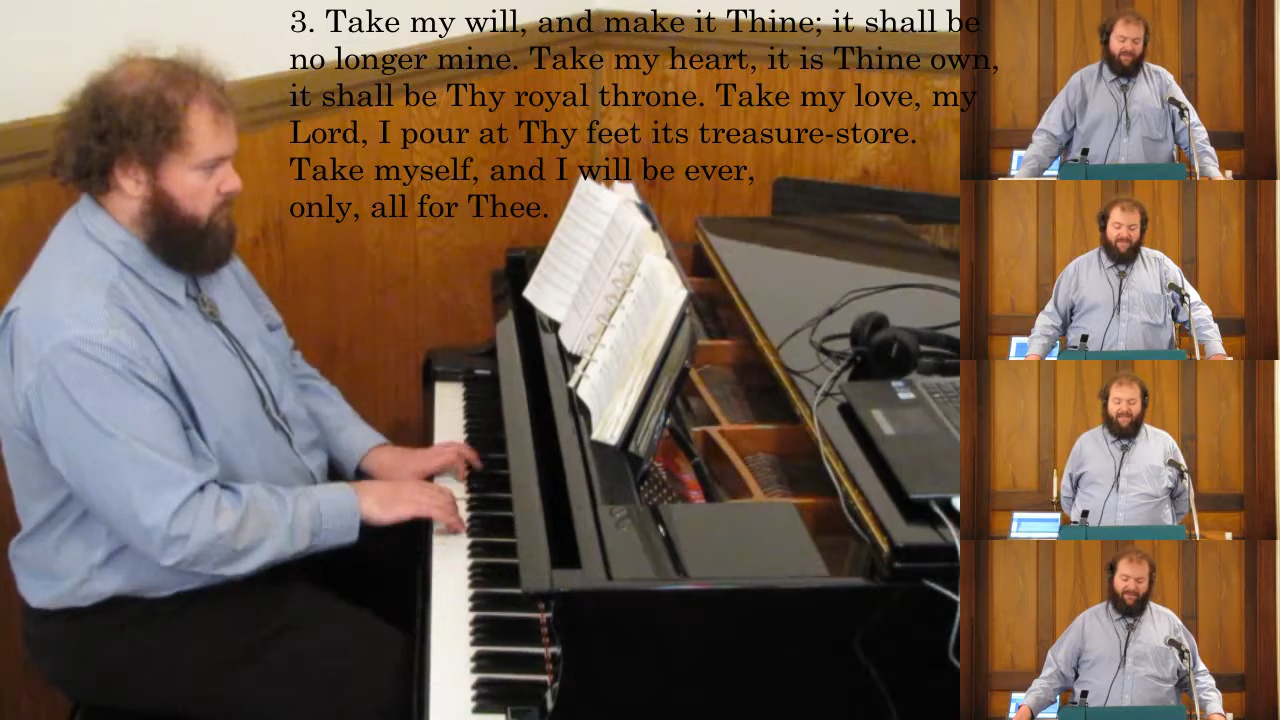 3. Take my will, and make it Thine; it shall be
no longer mine. Take my heart, it is Thine own,
it shall be Thy royal throne. Take my love, my
Lord, I pour at Thy feet its treasure-store.
Take myself, and I will be ever,
only, all for Thee.